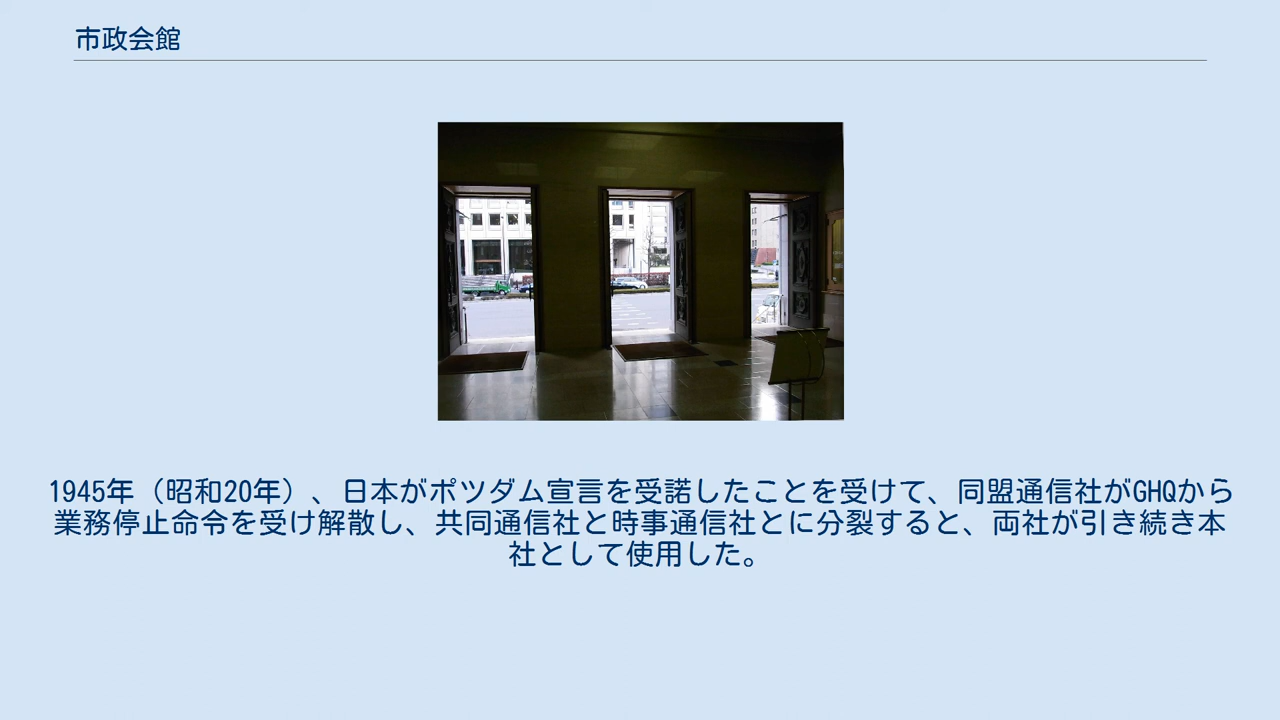 市政会館
1945年（昭和20年）、日本がポツダム宣言を受諾したことを受けて、同盟通信社がGHQから
業務停止命令を受け解散し、共同通信社と時事通信社とに分裂すると、両社が引き続き本
社として使用した。